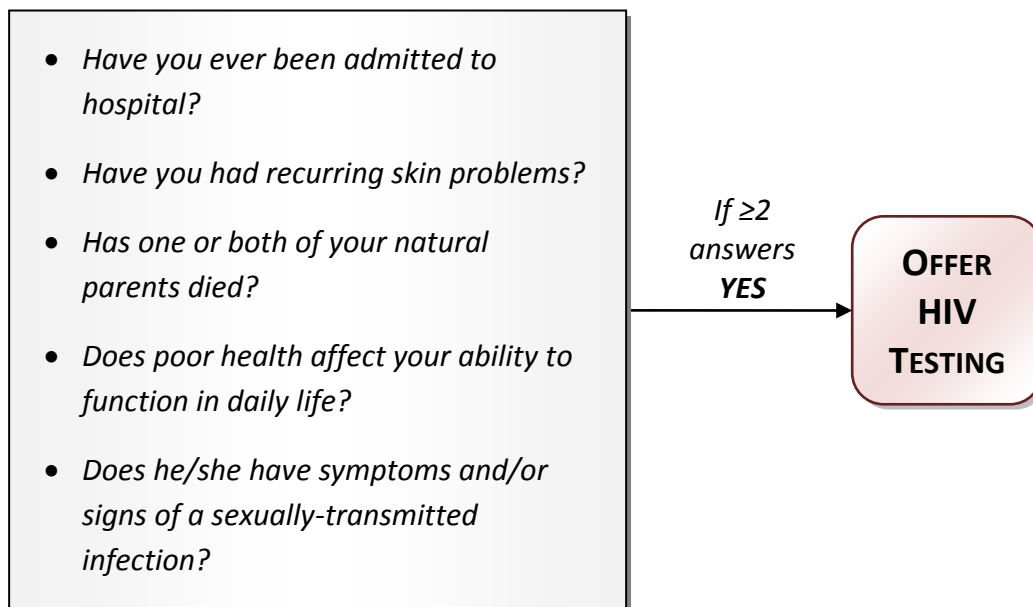 • Have you ever been admitted to
hospital?
• Have you had recurring skin problems?
• Has one or both of your natural
parents died?
• Does poor health affect your ability to
function in daily life?
• Does he/she have symptoms and/or
signs of a sexually-transmitted
infection?
If ≥2
answers
YES
OFFER
HIV
TESTING